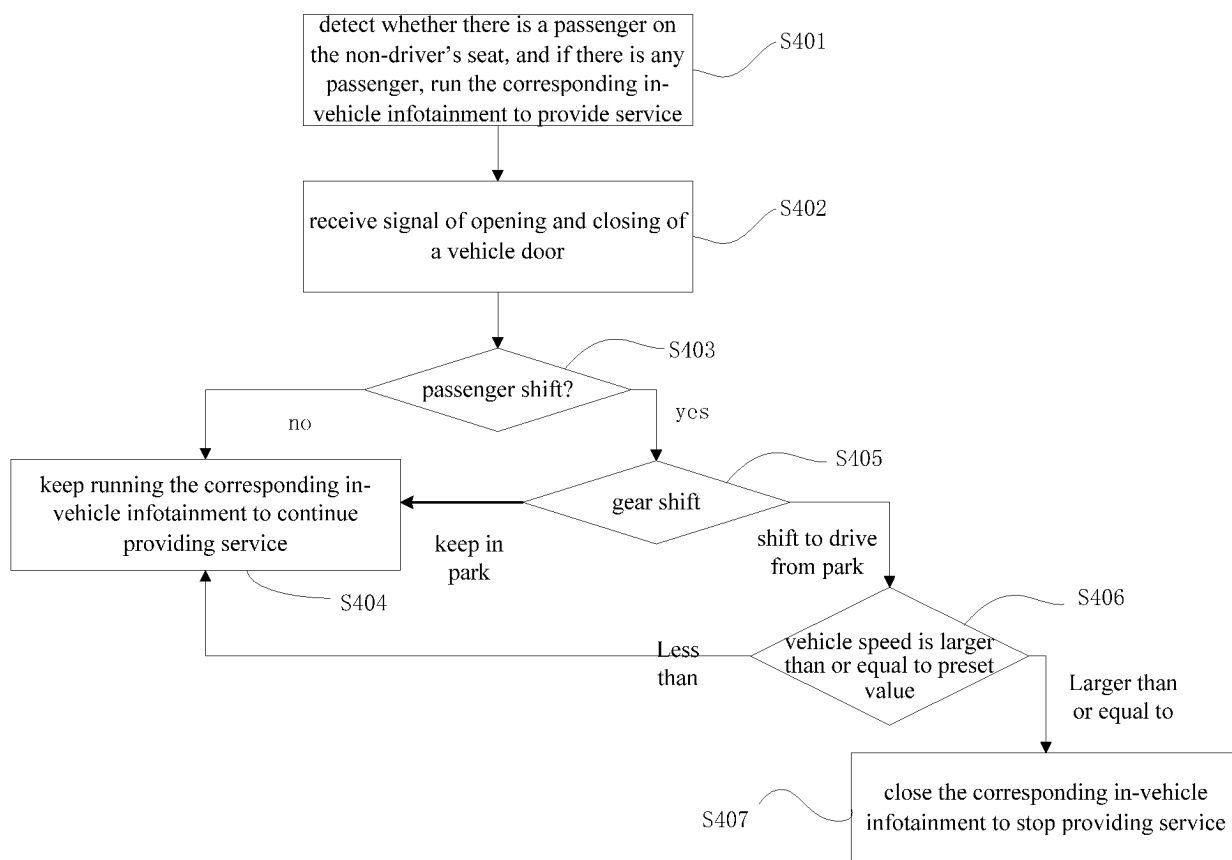 detect whether there is a passenger on
the non-driver's seat, and if there is any
passenger, run the corresponding in-
vehicle infotainment to provide service
S401
receive signal of opening and closing of
a vehicle door
S402
passenger shift?
S403
no
yes
keep running the corresponding in-
vehicle infotainment to continue
providing service
S404
gear shift
S405
keep in
park
shift to drive
from park
vehicle speed is larger
than or equal to preset
value
S406
Less
than
Larger than
or equal to
close the corresponding in-vehicle
infotainment to stop providing service
S407